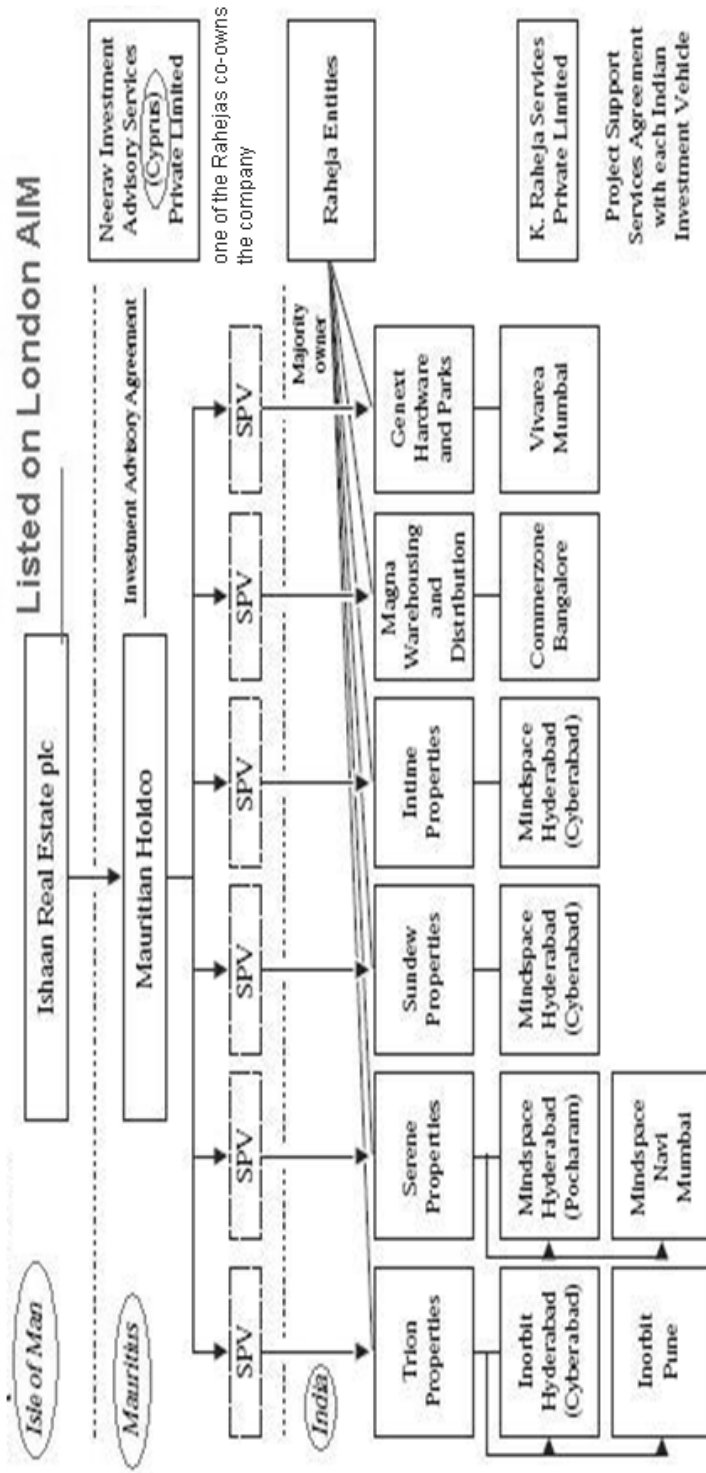 Listed on London AIM
Isle of Man
Ishaan Real Estate plc
Mauritius
Mauritian Holdco
Investment Advisory Agreement
Neerav Investment
Advisory Services
(Cyprus)
Private Limited
one of the Rahejas co-owns
the company
SPV
SPV
SPV
SPV
SPV
SPV
India
Majority
owner
Raheja Entities
Trion
Properties
Serene
Properties
Sundew
Properties
Intime
Properties
Magna
Warehousing
and
Distribution
Genext
Hardware
and Parks
Inorbit
Hyderabad
(Cyberabad)
Mindspace
Hyderabad
(Pocharam)
Mindspace
Hyderabad
(Cyberabad)
Mindspace
Hyderabad
(Cyberabad)
Commerzone
Bangalore
Vivarea
Mumbai
K. Raheja Services
Private Limited
Inorbit
Pune
Mindspace
Navi
Mumbai
Project Support
Services Agreement
with each Indian
Investment Vehicle